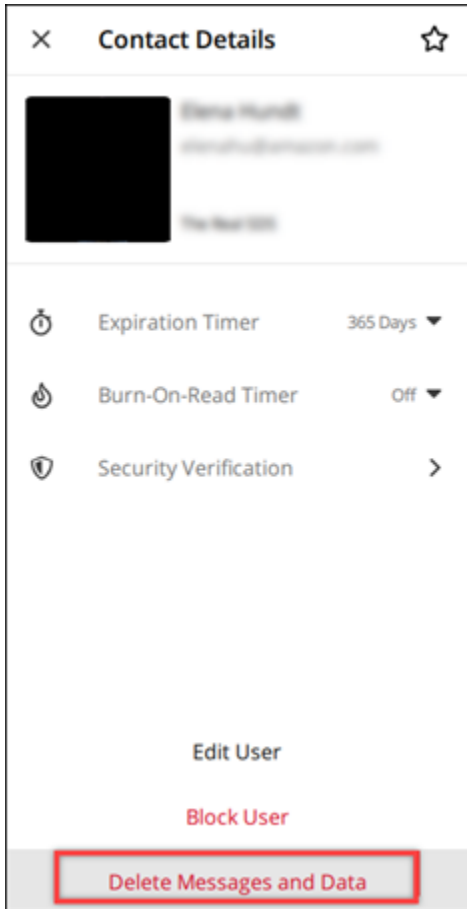 Contact Details
Expiration Timer 365 Days
Burn-On-Read Timer Off
Security Verification
Edit User
Block User
Delete Messages and Data